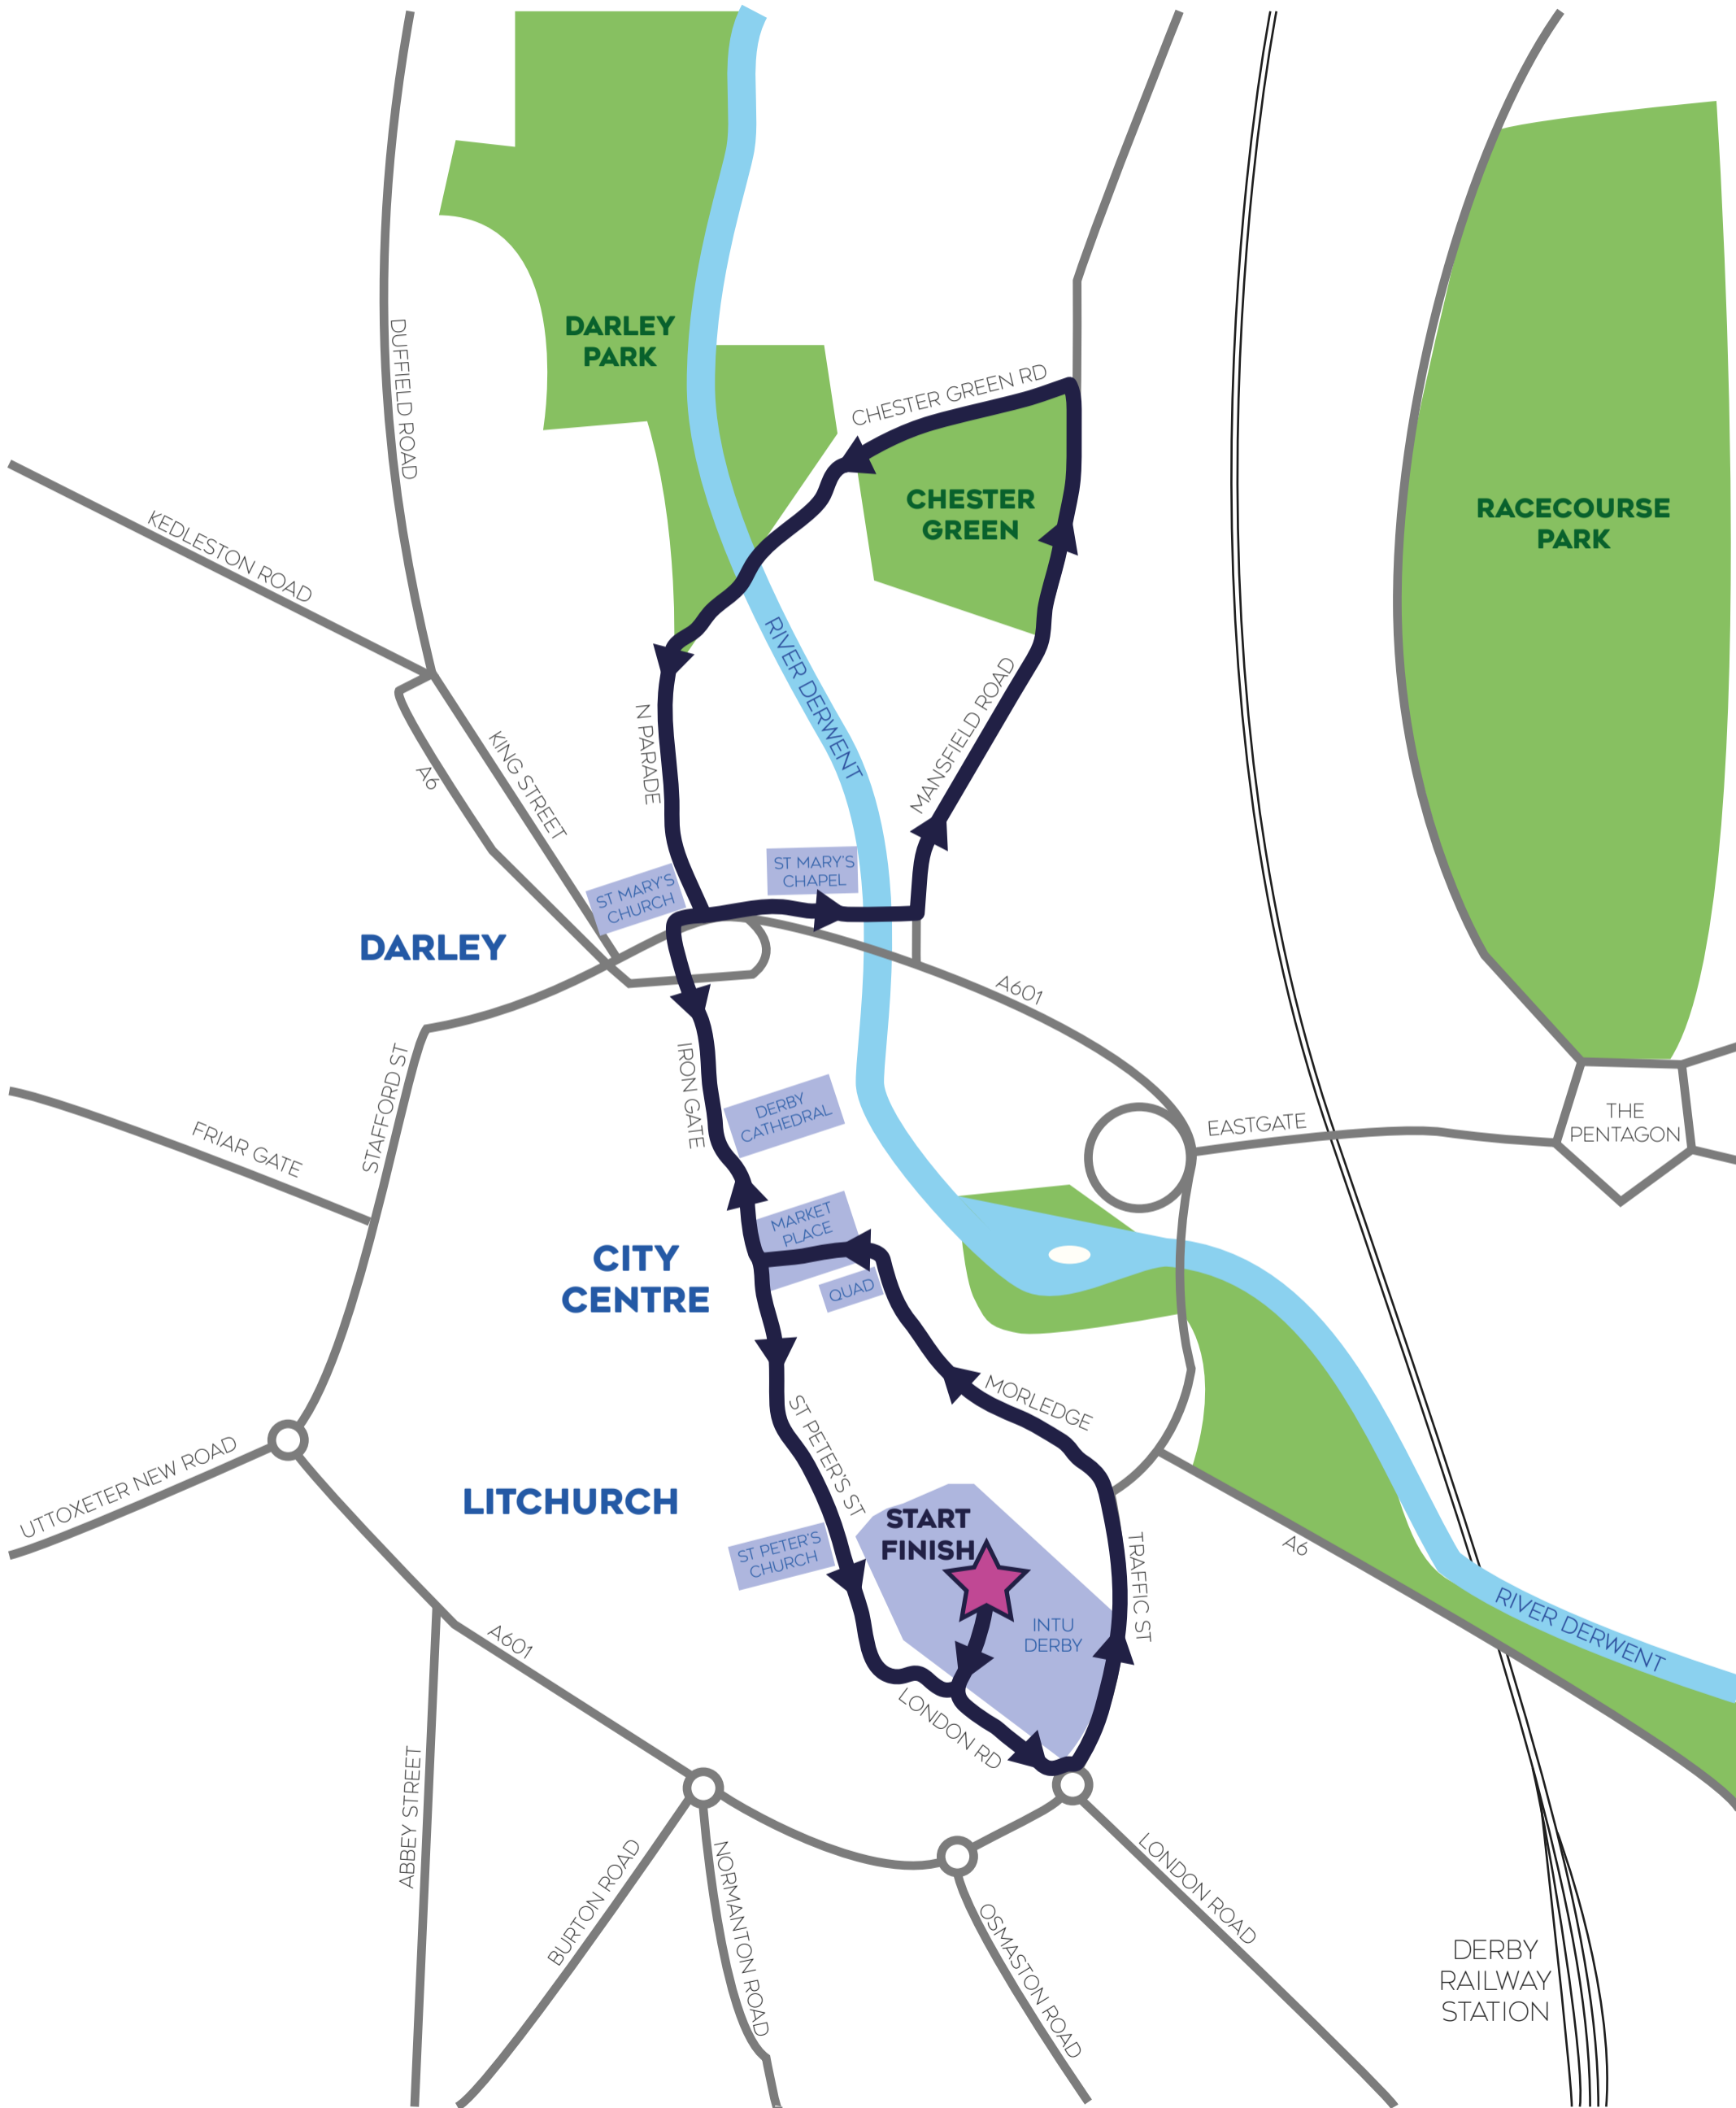 DUFFIELD ROAD
DARLEY
PARK
CHESTER GREEN RD
CHESTER
GREEN
RACECOURSE
PARK
KEDLESTON ROAD
RIVER DERWENT
MANSFIELD ROAD
N PARADE
KING STREET
A6
ST MARY'S
CHURCH
ST MARY'S
CHAPEL
DARLEY
A601
IRON GATE
STAFFORD ST
FRIAR GATE
DERBY
CATHEDRAL
EASTGATE
THE
PENTAGON
MARKET
PLACE
QUAD
CITY
CENTRE
MORLEDGE
ST PETER'S ST
UTTOXETER NEW ROAD
LITCHURCH
START
FINISH
ST PETER'S
CHURCH
TRAFFIC ST
A6
INTU
DERBY
RIVER DERWENT
A601
LONDON RD
ABBEY STREET
BURTON ROAD
NORMANTON ROAD
OSMASTON ROAD
LONDON ROAD
DERBY
RAILWAY
STATION